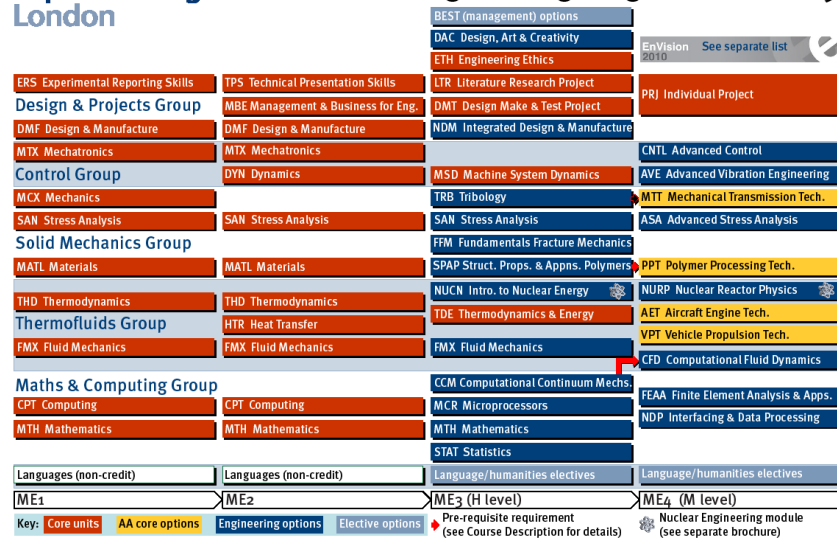 London
BEST (management) options
DAC Design, Art & Creativity
EnVision 2010 See separate list
ETH Engineering Ethics
ERS Experimental Reporting Skills
TPS Technical Presentation Skills
LTR Literature Research Project
PRJ Individual Project
Design & Projects Group
MBE Management & Business for Eng.
DMT Design Make & Test Project
DMF Design & Manufacture
DMF Design & Manufacture
NDM Integrated Design & Manufacture
MTX Mechatronics
MTX Mechatronics
CNTL Advanced Control
Control Group
DYN Dynamics
MSD Machine System Dynamics
AVE Advanced Vibration Engineering
MCX Mechanics
TRB Tribology
MTT Mechanical Transmission Tech.
SAN Stress Analysis
SAN Stress Analysis
SAN Stress Analysis
ASA Advanced Stress Analysis
Solid Mechanics Group
FFM Fundamentals Fracture Mechanics
MATL Materials
MATL Materials
SPAP Struct. Props. & Appns. Polymers
PPT Polymer Processing Tech.
NUCN Intro. to Nuclear Energy
NURP Nuclear Reactor Physics
THD Thermodynamics
THD Thermodynamics
TDE Thermodynamics & Energy
AET Aircraft Engine Tech.
Thermofluids Group
HTR Heat Transfer
VPT Vehicle Propulsion Tech.
FMX Fluid Mechanics
FMX Fluid Mechanics
FMX Fluid Mechanics
CFD Computational Fluid Dynamics
Maths & Computing Group
CCM Computational Continuum Mechs.
FEAA Finite Element Analysis & Apps.
CPT Computing
CPT Computing
MCR Microprocessors
NDP Interfacing & Data Processing
MTH Mathematics
MTH Mathematics
MTH Mathematics
STAT Statistics
Languages (non-credit)
Languages (non-credit)
Language/humanities electives
Language/humanities electives
ME1
ME2
ME3 (H level)
ME4 (M level)
Key: Core units AA core options Engineering options Elective options
Pre-requisite requirement
(see Course Description for details)
Nuclear Engineering module
(see separate brochure)